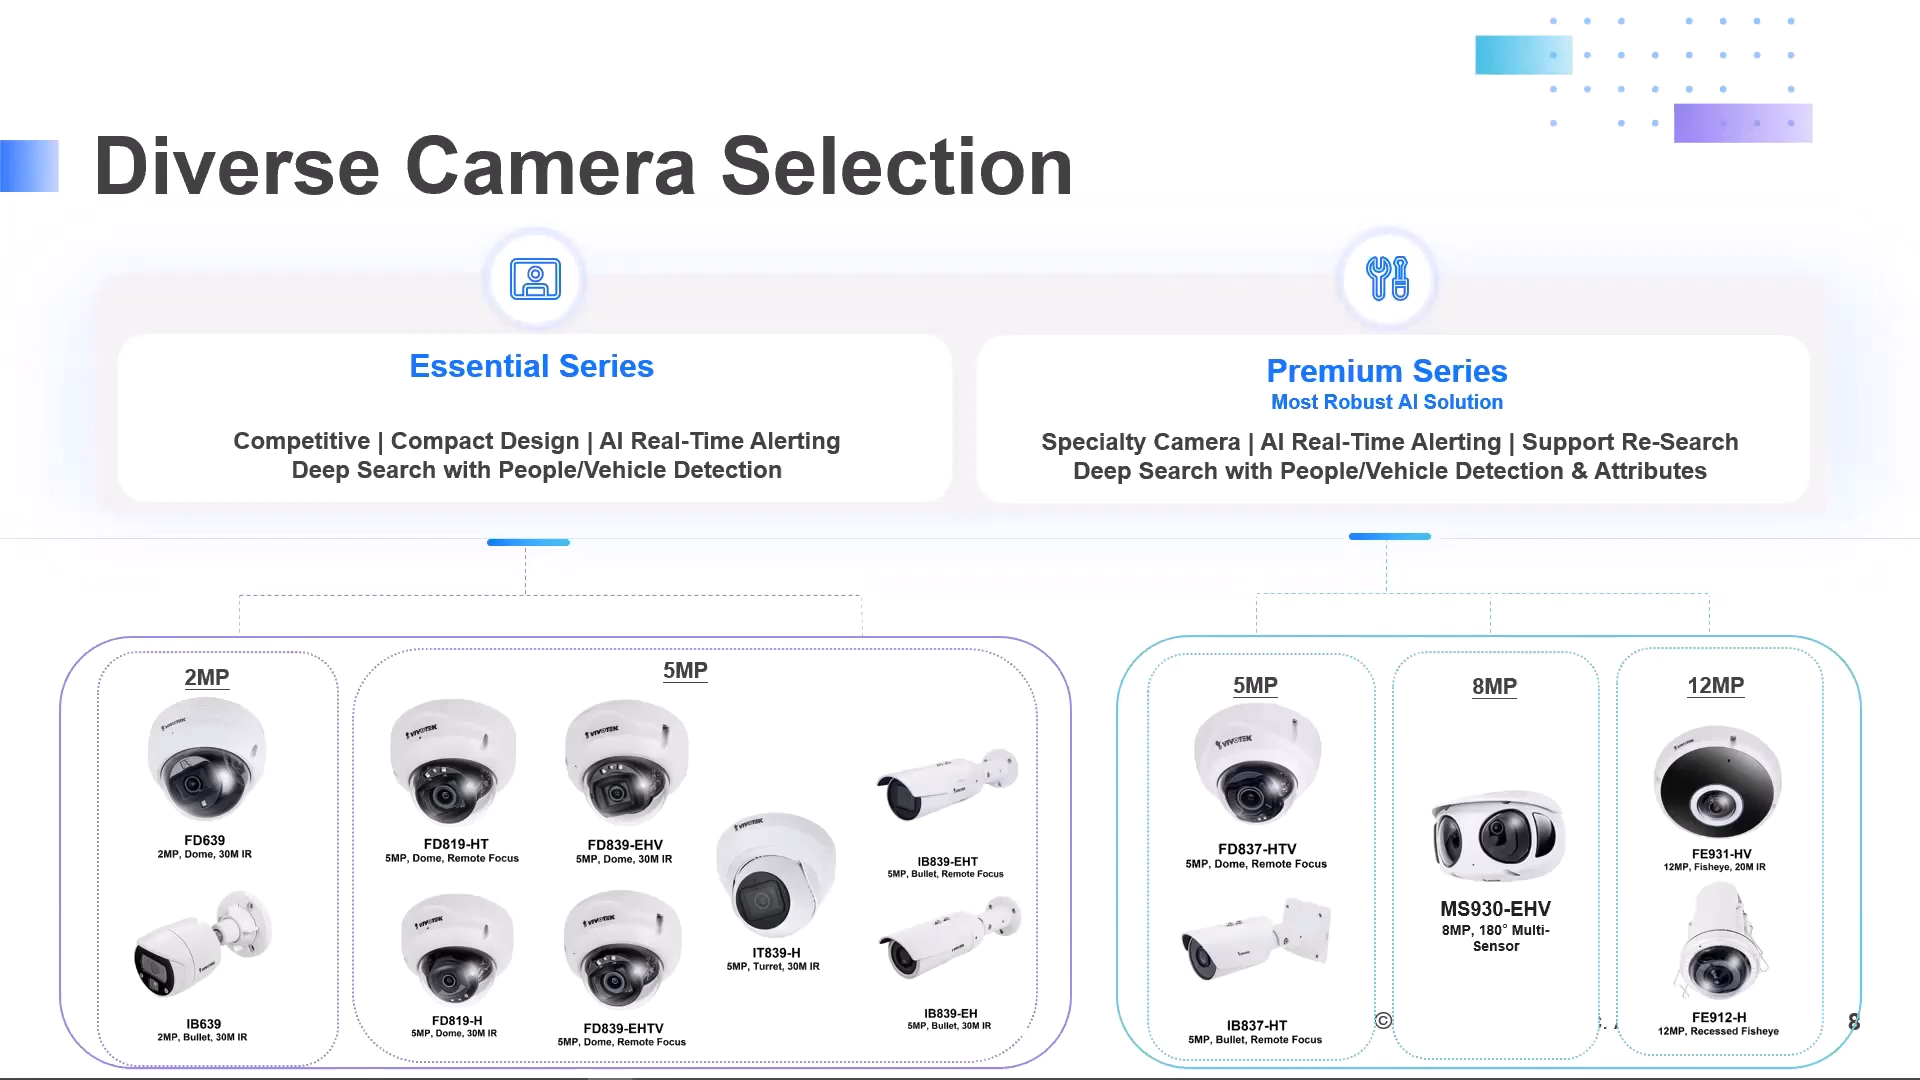 Diverse Camera Selection
Essential Series
Competitive | Compact Design | AI Real-Time Alerting
Deep Search with People/Vehicle Detection
Premium Series
Most Robust AI Solution
Specialty Camera | AI Real-Time Alerting | Support Re-Search
Deep Search with People/Vehicle Detection & Attributes
2MP
FD639
2MP, Dome, 30M IR
IB639
2MP, Bullet, 30M IR
5MP
VIVOTEK
FD819-HT
5MP, Dome, Remote Focus
VIVOTEK
FD839-EHV
5MP, Dome, 30M IR
VIVOTEK
FD819-H
5MP, Dome, 30M IR
VIVOTEK
FD839-EHTV
5MP, Dome, Remote Focus
VIVOTEK
IT839-H
5MP, Turret, 30M IR
IB839-EHT
5MP, Bullet, Remote Focus
IB839-EH
5MP, Bullet, 30M IR
5MP
VIVOTEK
FD837-HTV
5MP, Dome, Remote Focus
IB837-HT
5MP, Bullet, Remote Focus
8MP
MS930-EHV
8MP, 180° Multi-
Sensor
12MP
FE931-HV
12MP, Fisheye, 20M IR
FE912-H
12MP, Recessed Fisheye
©
8